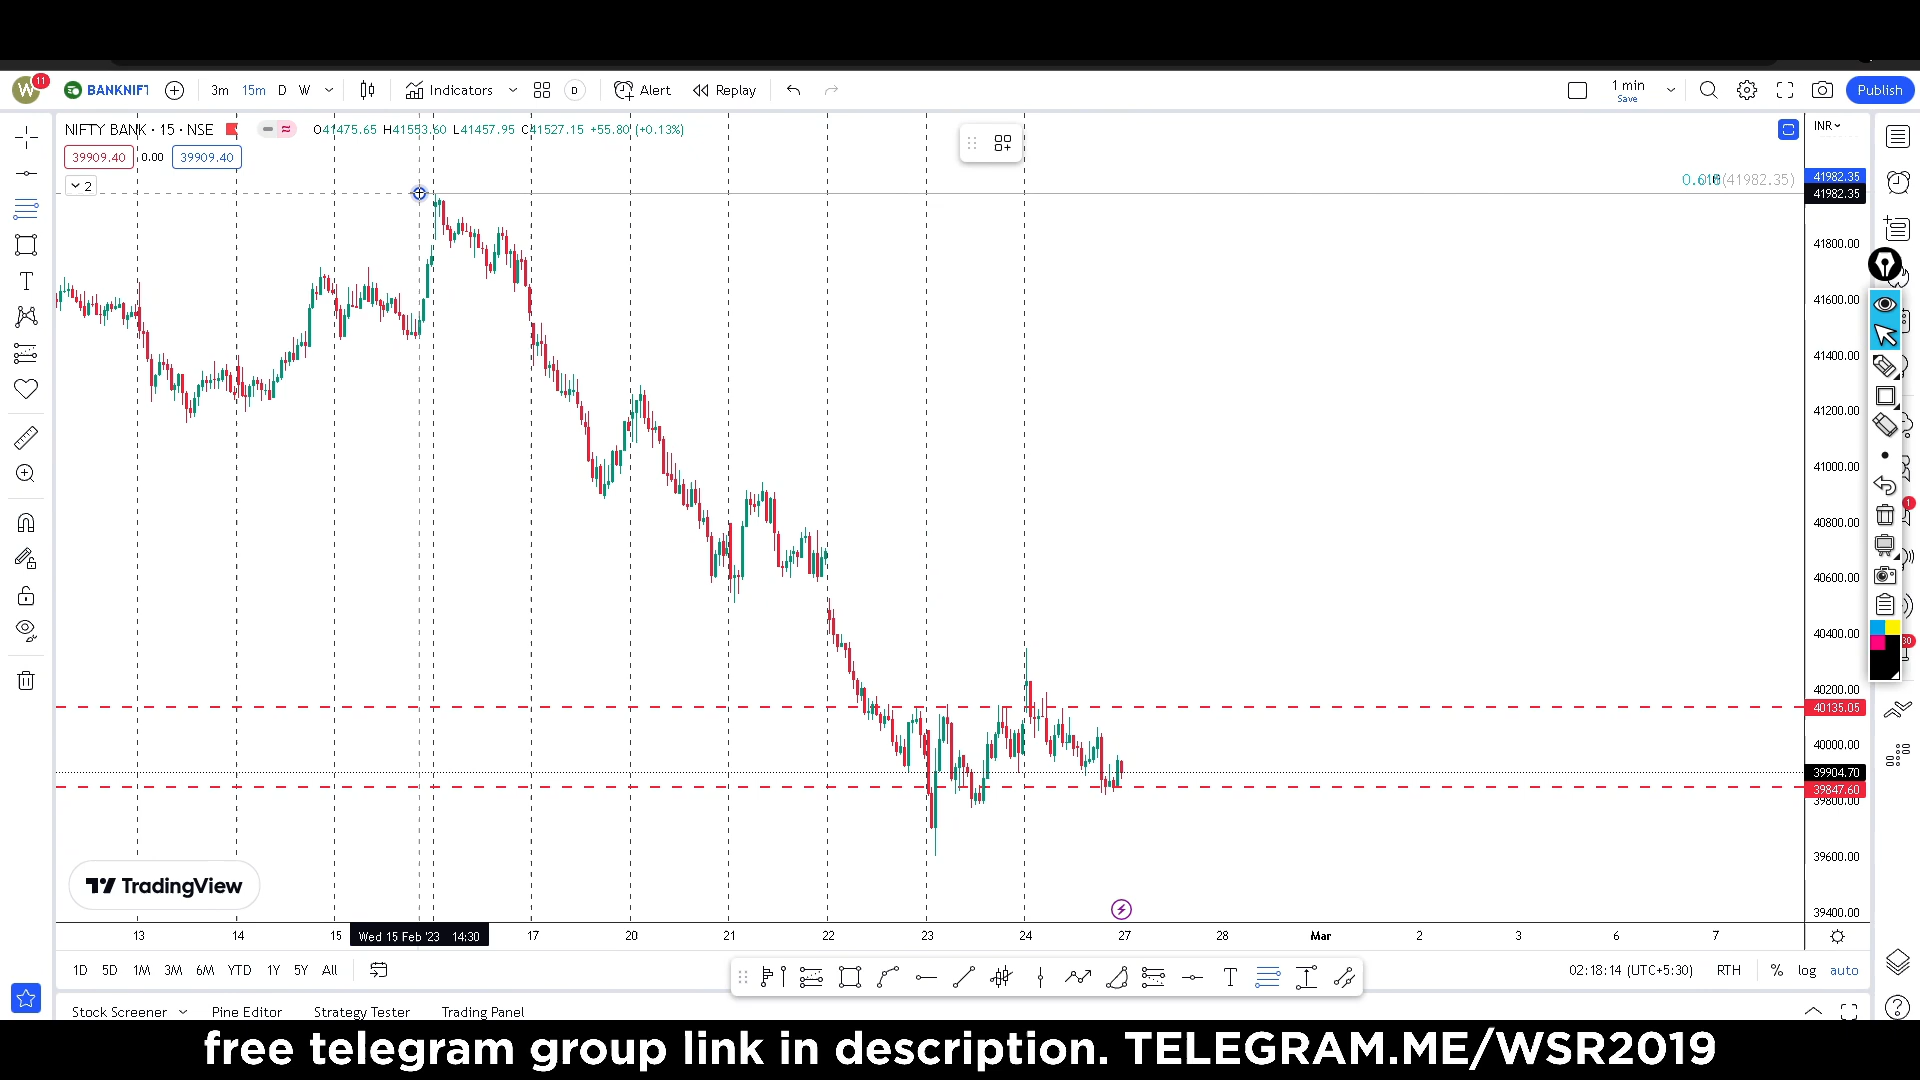 W 11 BANKNIFT 3m 15m D W Indicators D Alert Replay 1 min Save Publish
NIFTY BANK · 15 · NSE O41475.65 H41553.60 L41457.95 C41527.15 +55.80 (+0.13%) INR
39909.40 0.00 39909.40
2
(41982.35) 41982.35
41982.35
41800.00
41600.00
41400.00
41200.00
41000.00
40800.00
40600.00
40400.00
40200.00
40135.05
40000.00
39904.70
39847.60
39800.00
39600.00
39400.00
TradingView
13 14 15 Wed 15 Feb '23 14:30 17 20 21 22 23 24 27 28 Mar 2 3 6 7
1D 5D 1M 3M 6M YTD 1Y 5Y All 02:18:14 (UTC+5:30) RTH % log auto
Stock Screener Pine Editor Strategy Tester Trading Panel
free telegram group link in description. TELEGRAM.ME/WSR2019